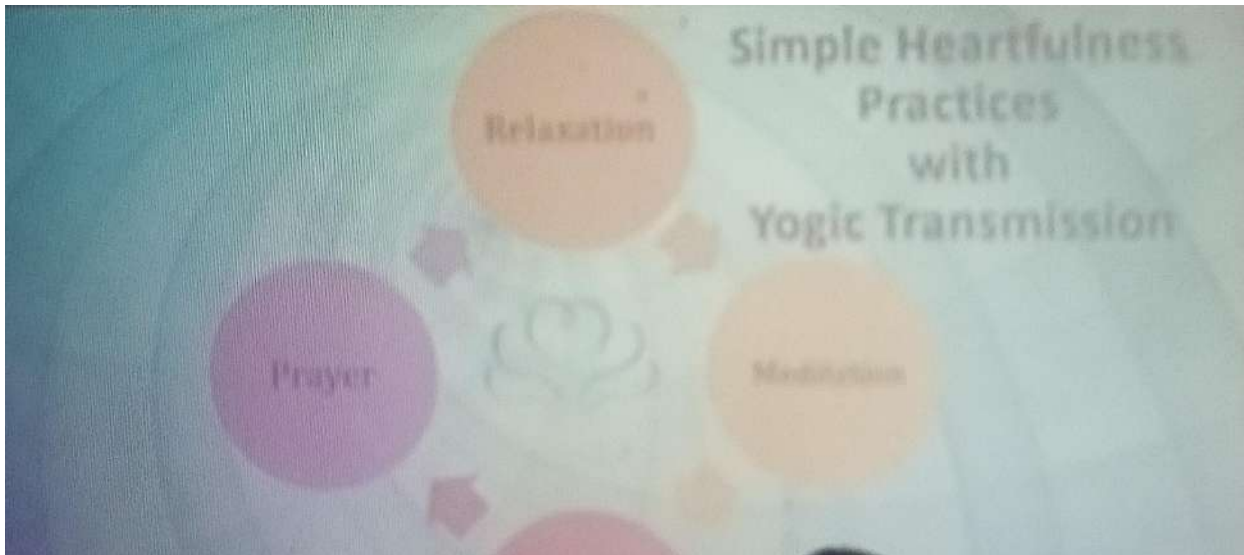 Simple Heartfulness
Practices
with
Yogic Transmission
Relaxation
Meditation
Prayer